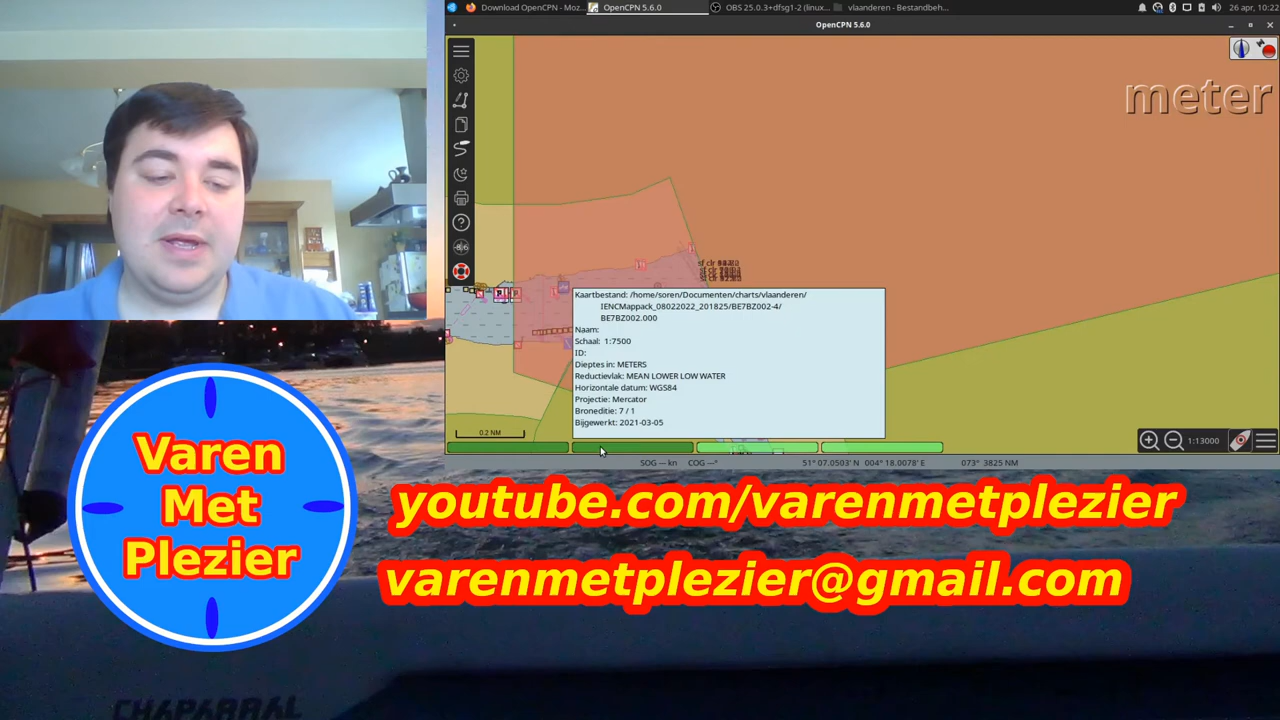 Download OpenCPN - Moz...
OpenCPN 5.6.0
OBS 25.0.3+dfsg1-2 (linux...
vlaanderen - Bestandbeh...
26 apr, 10:22
OpenCPN 5.6.0
meter
Kaartbestand: /home/soren/Documenten/charts/vlaanderen/
IENCMappack_08022022_201825/BE7BZ002-4/
BE7BZ002.000
Naam:
Schaal: 1:7500
ID:
Dieptes in: METERS
Reductievlak: MEAN LOWER LOW WATER
Horizontale datum: WGS84
Projectie: Mercator
Broneditie: 7 / 1
Bijgewerkt: 2021-03-05
0.2 NM
1:13000
SOG --- kn COG ---° 51° 07.0503' N 004° 18.0078' E 073° 3825 NM
Varen
Met
Plezier
youtube.com/varenmetplezier
varenmetplezier@gmail.com
CHAPARRAL